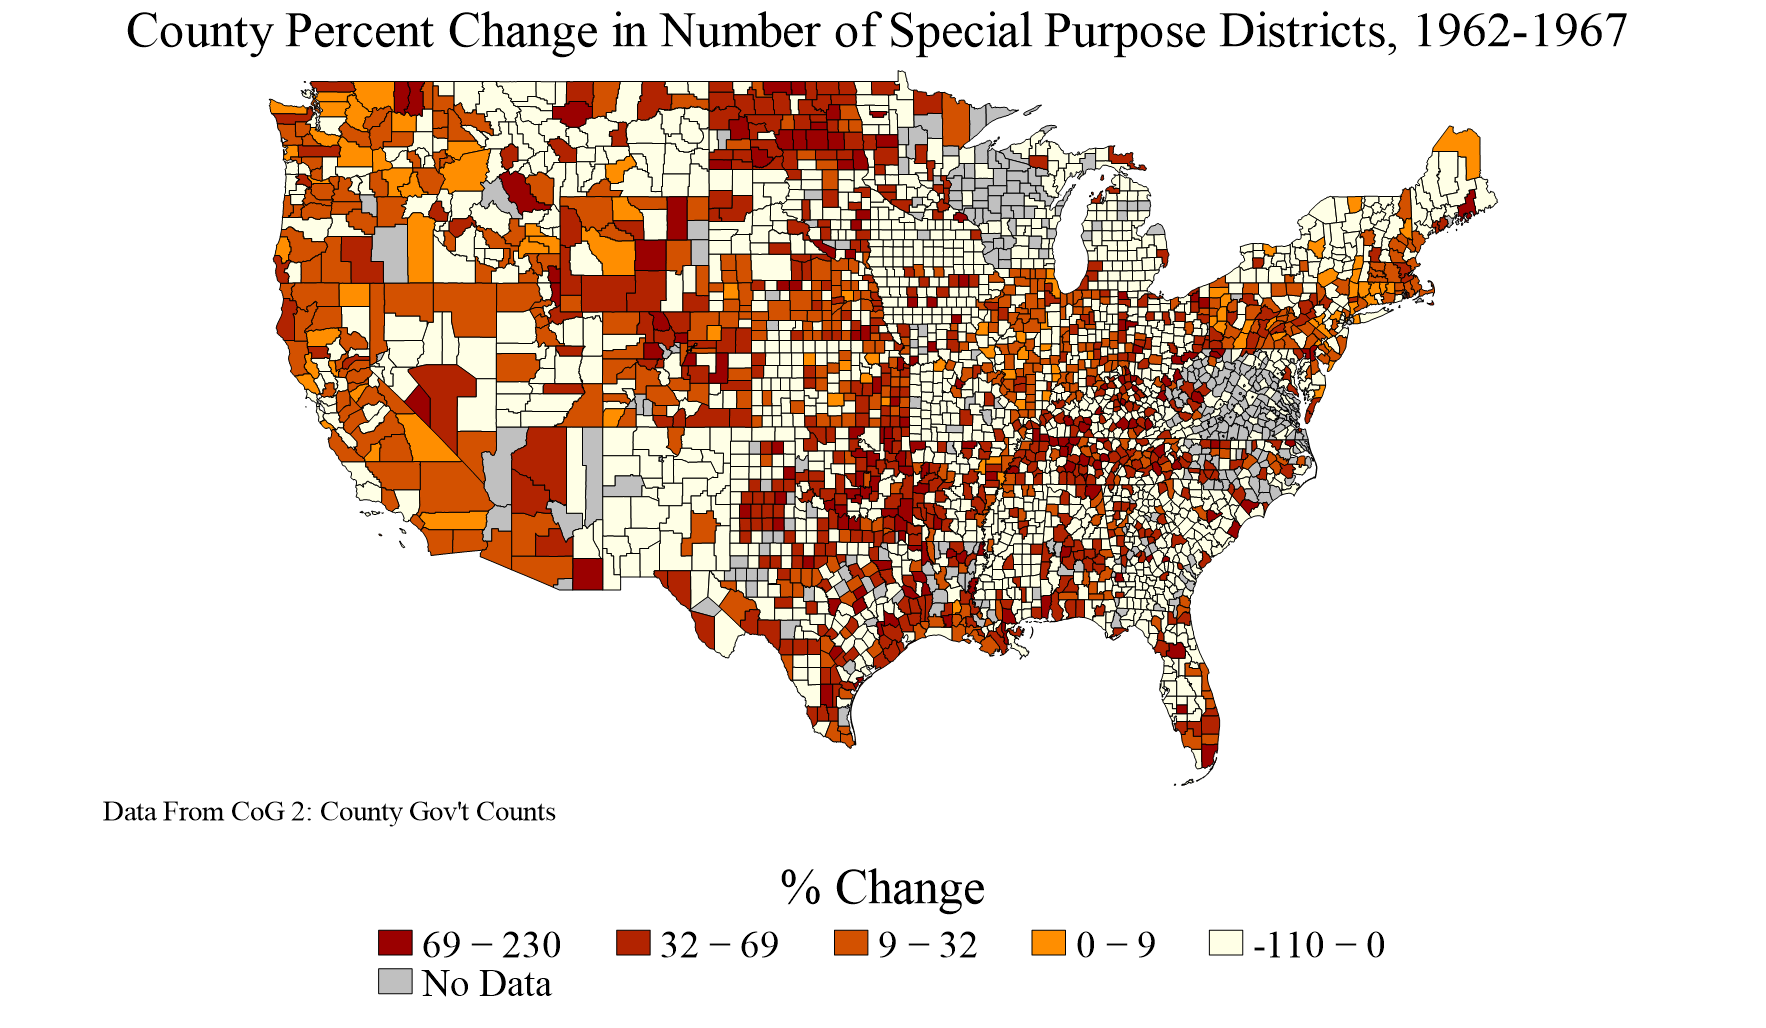 County Percent Change in Number of Special Purpose Districts, 1962-1967
Data From CoG 2: County Gov't Counts
% Change
69 − 230 32 − 69 9 − 32 0 − 9 -110 − 0
No Data